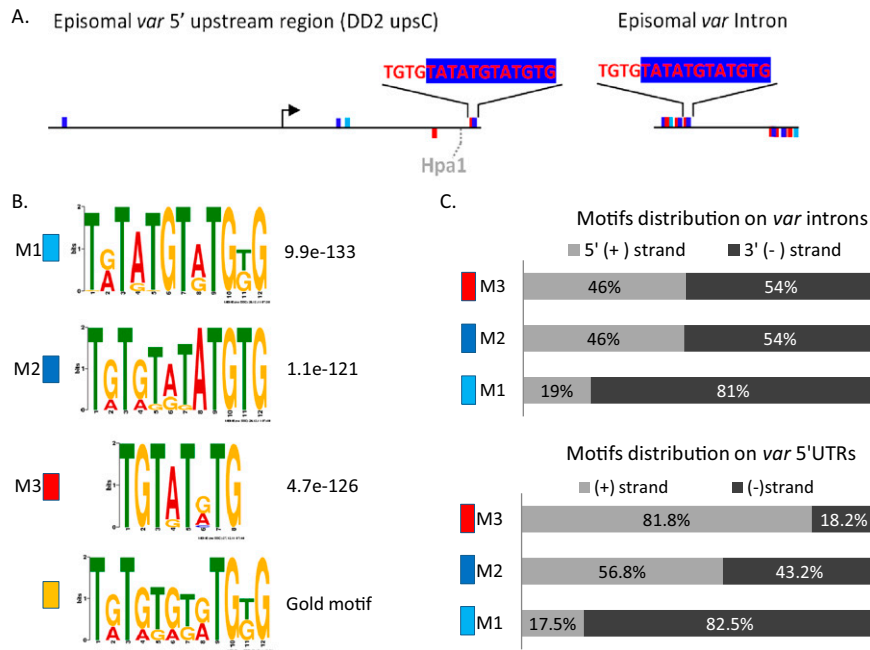 A.
Episomal var 5' upstream region (DD2 upsC)
Episomal var Intron
TGTGTATATGTATGTG
TGTGTATATGTATGTG
Hpa1
B.
M1
9.9e-133
M2
1.1e-121
M3
4.7e-126
Gold motif
C.
Motifs distribution on var introns
5' (+ ) strand
3' (- ) strand
M3
46%
54%
M2
46%
54%
M1
19%
81%
Motifs distribution on var 5'UTRs
(+) strand
(-)strand
M3
81.8%
18.2%
M2
56.8%
43.2%
M1
17.5%
82.5%